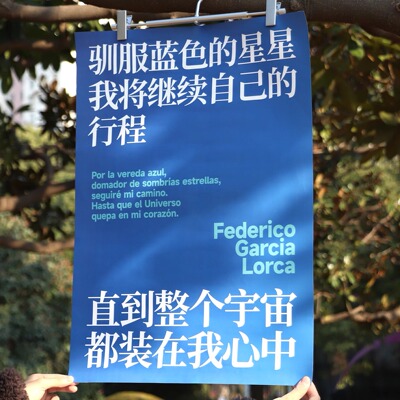 驯服蓝色的星星
我将继续自己的
行程
Por la vereda azul,
domador de sombrías estrellas,
seguiré mi camino.
Hasta que el Universo
quepa en mi corazón.
Federico
Garcia
Lorca
直到整个宇宙
都装在我心中